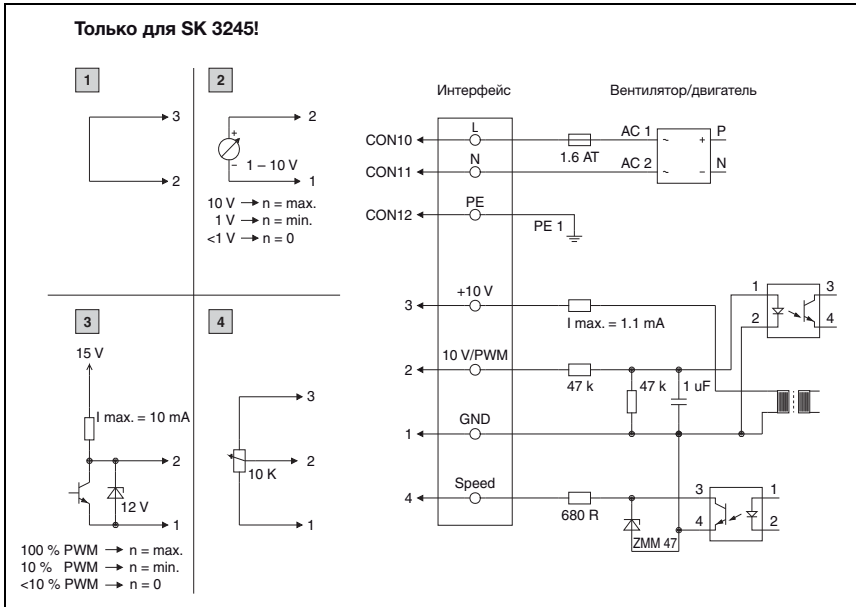 Только для SK 3245!
1
3
2
2
2
+
−
1 – 10 V
1
10 V → n = max.
1 V → n = min.
<1 V → n = 0
3
15 V
I max. = 10 mA
2
12 V
1
100 % PWM → n = max.
10 % PWM → n = min.
<10 % PWM → n = 0
4
3
2
10 K
1
Интерфейс
Вентилятор/двигатель
CON10
L
1.6 AT
AC 1
~
+
P
CON11
N
AC 2
~
−
N
CON12
PE
PE 1
3
+10 V
I max. = 1.1 mA
1
2
3
4
2
10 V/PWM
47 k
47 k
1 uF
1
GND
4
Speed
680 R
ZMM 47
3
4
1
2